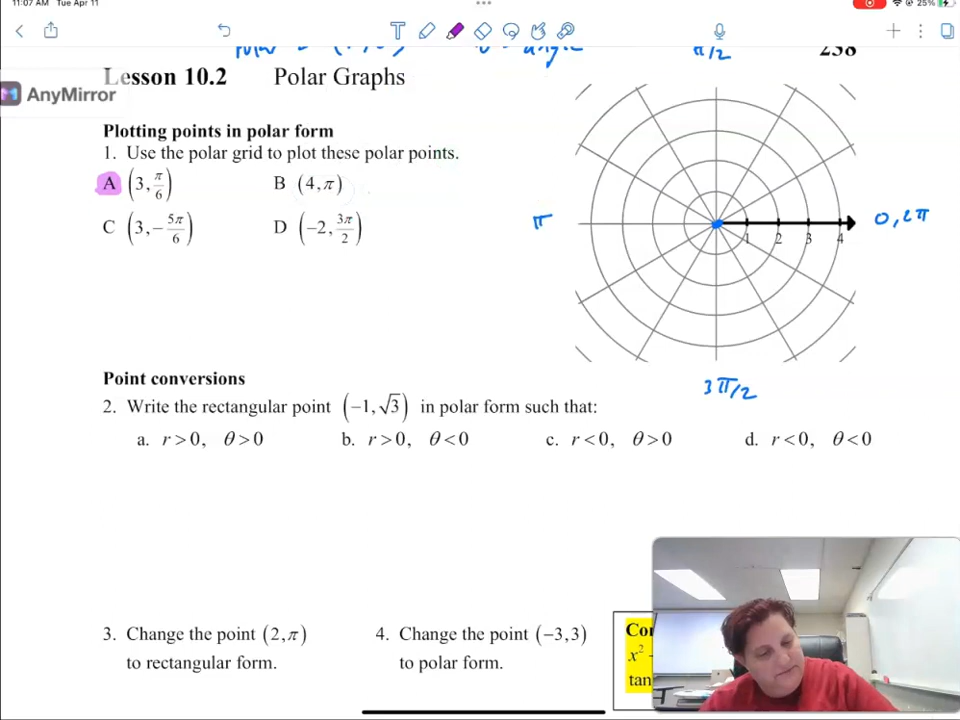 11:07 AM Tue Apr 11
25%
π/2
238
Lesson 10.2 Polar Graphs
AnyMirror
Plotting points in polar form
1. Use the polar grid to plot these polar points.
A (3, π/6) B (4, π)
C (3, −5π/6) D (−2, 3π/2)
π
0, 2π
1 2 3 4
3π/2
Point conversions
2. Write the rectangular point (−1, √3) in polar form such that:
a. r > 0, θ > 0 b. r > 0, θ < 0 c. r < 0, θ > 0 d. r < 0, θ < 0
3. Change the point (2, π) to rectangular form.
4. Change the point (−3, 3) to polar form.
x²
tan